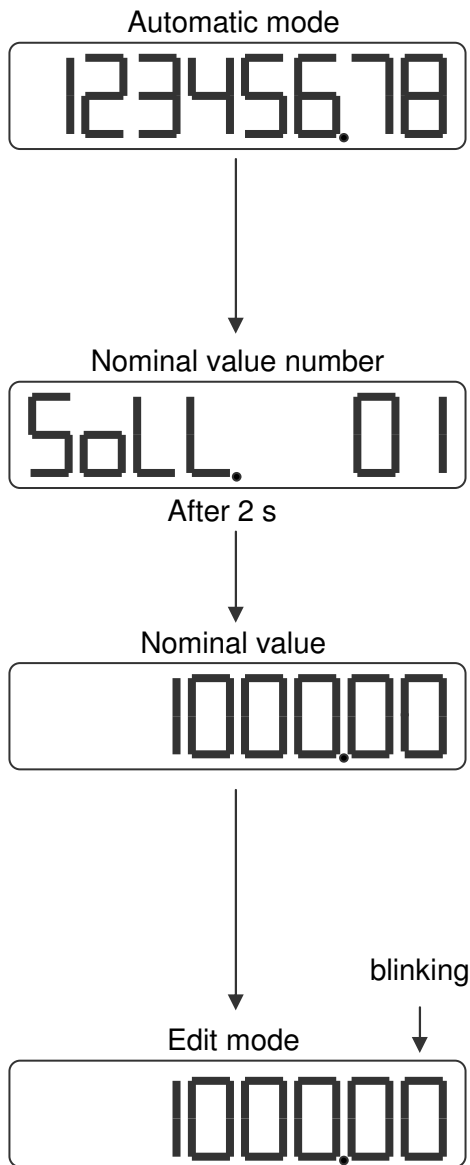 Automatic mode
123456.78
Nominal value number
SoLL. 01
After 2 s
Nominal value
1000.00
blinking
Edit mode
1000.00